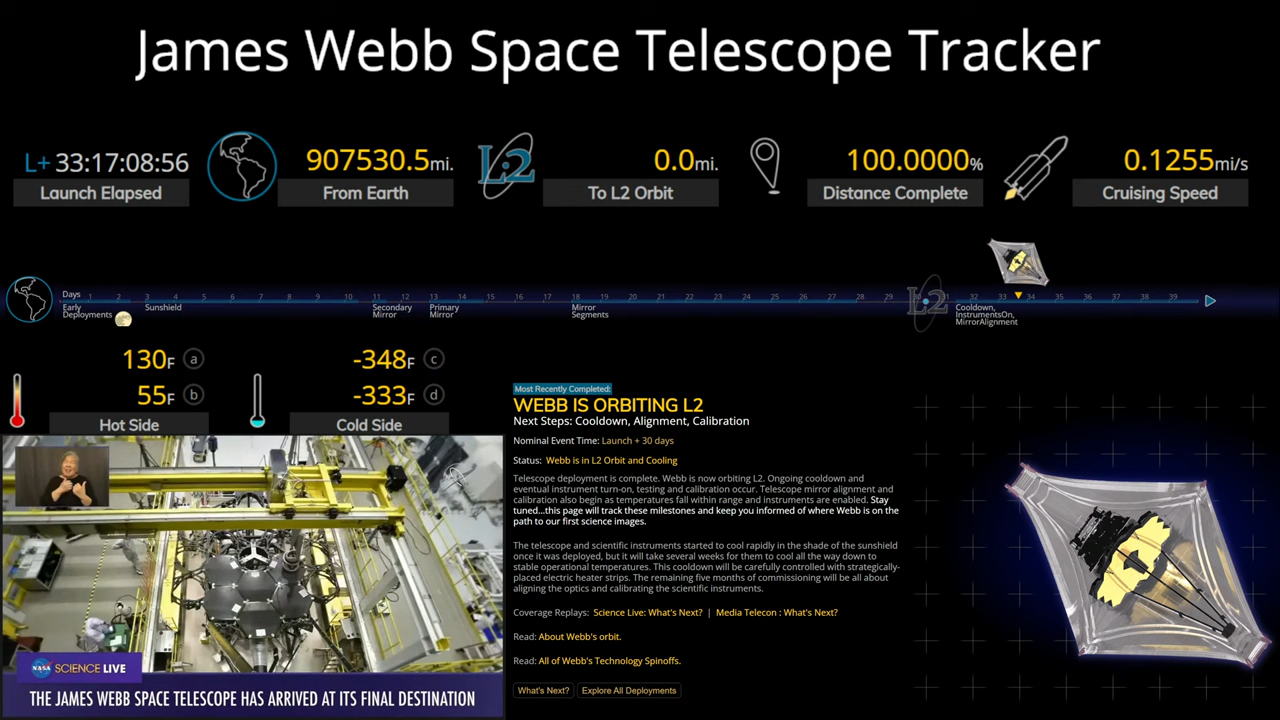 James Webb Space Telescope Tracker
L+ 33:17:08:56
Launch Elapsed
907530.5mi.
From Earth
L2
0.0mi.
To L2 Orbit
100.0000%
Distance Complete
0.1255mi/s
Cruising Speed
Days
1 2 3 4 5 6 7 8 9 10 11 12 13 14 15 16 17 18 19 20 21 22 23 24 25 26 27 28 29 30 31 32 33 34 35 36 37 38 39
Early
Deployments
Sunshield
Secondary
Mirror
Primary
Mirror
Mirror
Segments
L2
Cooldown,
InstrumentsOn,
MirrorAlignment
130F a
55F b
Hot Side
-348F c
-333F d
Cold Side
Most Recently Completed:
WEBB IS ORBITING L2
Next Steps: Cooldown, Alignment, Calibration
Nominal Event Time: Launch + 30 days
Status: Webb is in L2 Orbit and Cooling
Telescope deployment is complete. Webb is now orbiting L2. Ongoing cooldown and
eventual instrument turn-on, testing and calibration occur. Telescope mirror alignment and
calibration also begin as temperatures fall within range and instruments are enabled. Stay
tuned...this page will track these milestones and keep you informed of where Webb is on the
path to our first science images.
The telescope and scientific instruments started to cool rapidly in the shade of the sunshield
once it was deployed, but it will take several weeks for them to cool all the way down to
stable operational temperatures. This cooldown will be carefully controlled with strategically-
placed electric heater strips. The remaining five months of commissioning will be all about
aligning the optics and calibrating the scientific instruments.
Coverage Replays: Science Live: What's Next? | Media Telecon : What's Next?
Read: About Webb's orbit.
Read: All of Webb's Technology Spinoffs.
What's Next? Explore All Deployments
NASA SCIENCE LIVE
THE JAMES WEBB SPACE TELESCOPE HAS ARRIVED AT ITS FINAL DESTINATION